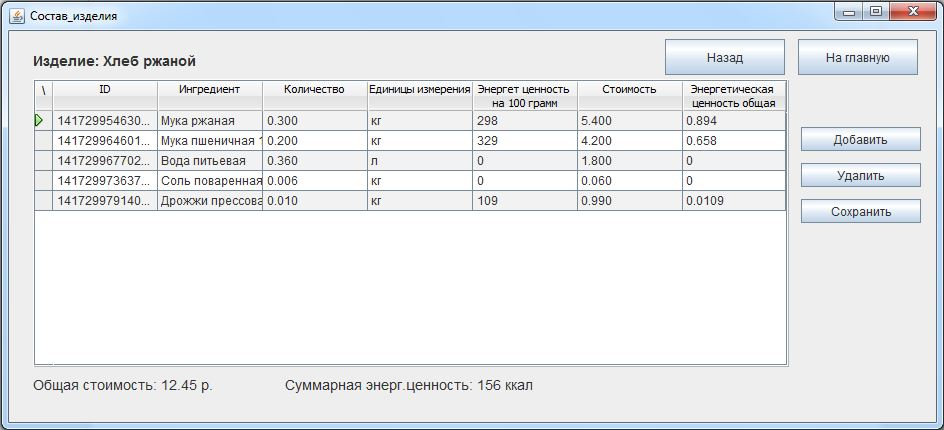 Состав_изделия
Изделие: Хлеб ржаной
Назад
На главную
\ ID Ингредиент Количество Единицы измерения Энергет ценность на 100 грамм Стоимость Энергетическая ценность общая
141729954630... Мука ржаная 0.300 кг 298 5.400 0.894
141729964601... Мука пшеничная 1 0.200 кг 329 4.200 0.658
141729967702... Вода питьевая 0.360 л 0 1.800 0
141729973637... Соль поваренная 0.006 кг 0 0.060 0
141729979140... Дрожжи прессова 0.010 кг 109 0.990 0.0109
Добавить
Удалить
Сохранить
Общая стоимость: 12.45 р.
Суммарная энерг.ценность: 156 ккал